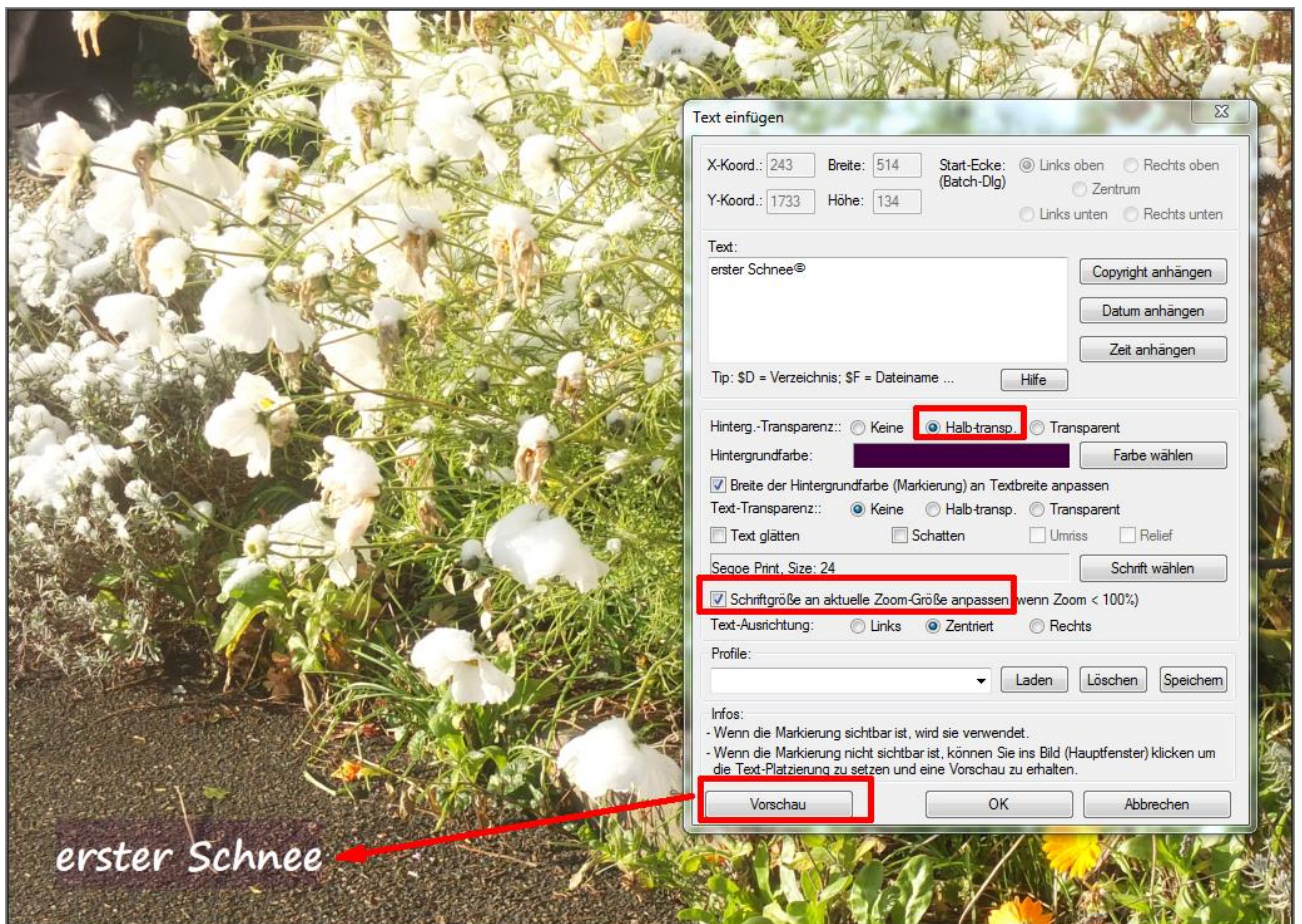 Text einfügen
X-Koord.: 243 Breite: 514 Start-Ecke: Links oben Rechts oben
(Batch-Dlg) Zentrum
Y-Koord.: 1733 Höhe: 134 Links unten Rechts unten
Text:
erster Schnee© Copyright anhängen
Datum anhängen
Zeit anhängen
Tip: $D = Verzeichnis; $F = Dateiname ... Hilfe
Hinterg.-Transparenz:: Keine Halb-transp. Transparent
Hintergrundfarbe: Farbe wählen
Breite der Hintergrundfarbe (Markierung) an Textbreite anpassen
Text-Transparenz:: Keine Halb-transp. Transparent
Text glätten Schatten Umriss Relief
Segoe Print, Size: 24 Schrift wählen
Schriftgröße an aktuelle Zoom-Größe anpassen wenn Zoom < 100%)
Text-Ausrichtung: Links Zentriert Rechts
Profile:
Laden Löschen Speichern
Infos:
- Wenn die Markierung sichtbar ist, wird sie verwendet.
- Wenn die Markierung nicht sichtbar ist, können Sie ins Bild (Hauptfenster) klicken um
die Text-Platzierung zu setzen und eine Vorschau zu erhalten.
Vorschau OK Abbrechen
erster Schnee